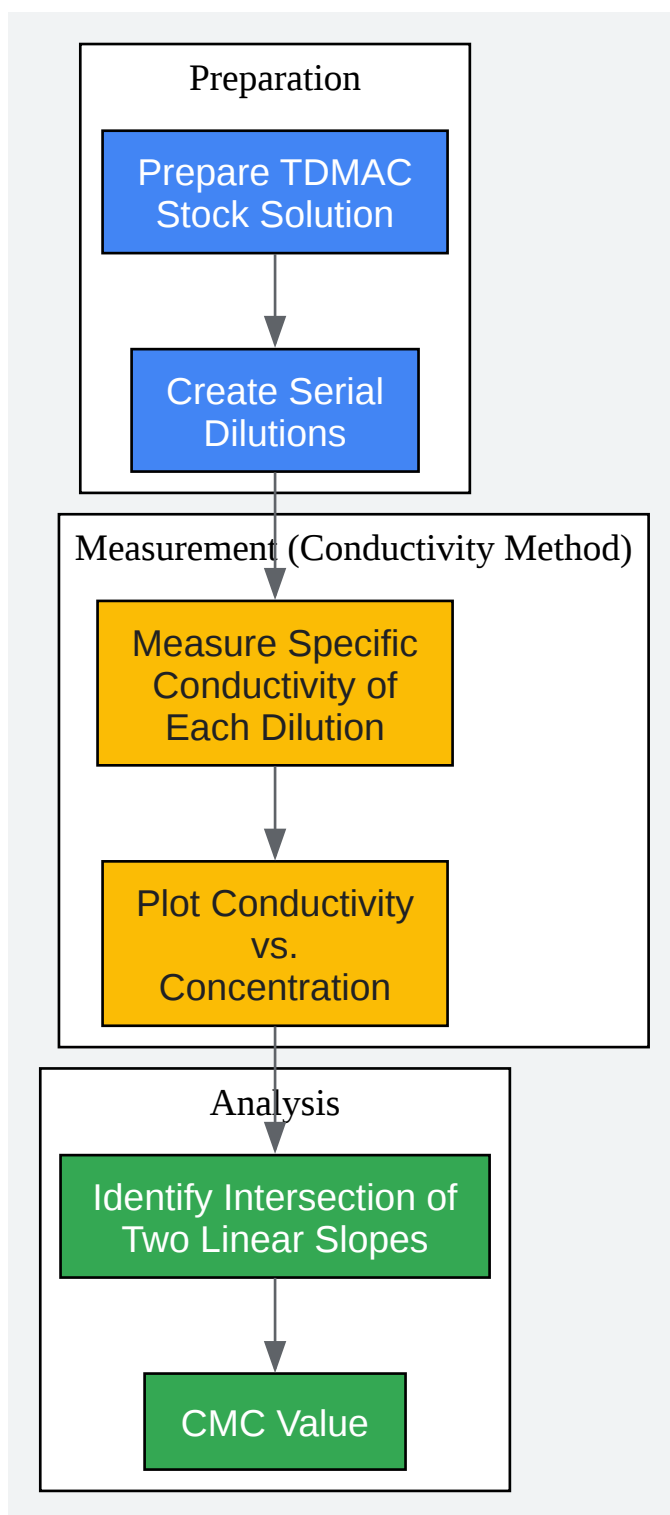 Preparation
Prepare TDMAC
Stock Solution
Create Serial
Dilutions
Measurement (Conductivity Method)
Measure Specific
Conductivity of
Each Dilution
Plot Conductivity
vs.
Concentration
Analysis
Identify Intersection of
Two Linear Slopes
CMC Value